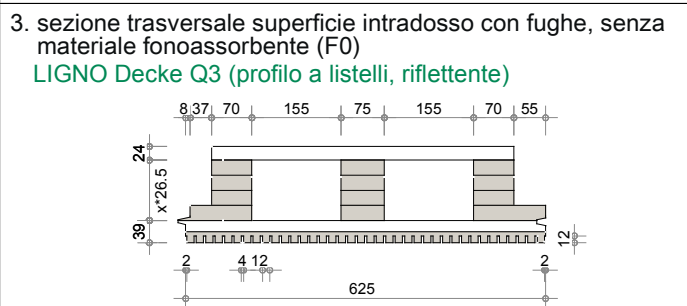 3. sezione trasversale superficie intradosso con fughe, senza
materiale fonoassorbente (F0)
LIGNO Decke Q3 (profilo a listelli, riflettente)
8 37 70 155 75 155 70 55
24
x*26.5
39
12
2 4 12 2
625